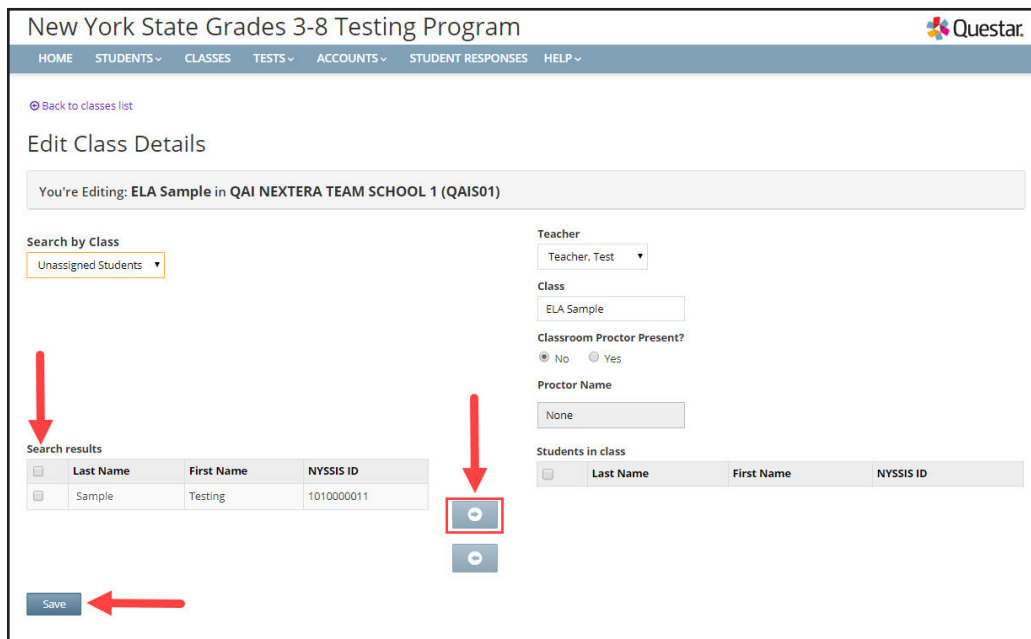 New York State Grades 3-8 Testing Program
Questar
HOME STUDENTS CLASSES TESTS ACCOUNTS STUDENT RESPONSES HELP
Back to classes list
Edit Class Details
You're Editing: ELA Sample in QAI NEXTERA TEAM SCHOOL 1 (QAIS01)
Search by Class
Unassigned Students
Teacher
Teacher, Test
Class
ELA Sample
Classroom Proctor Present?
No Yes
Proctor Name
None
Search results
Last Name First Name NYSSIS ID
Sample Testing 1010000011
Students in class
Last Name First Name NYSSIS ID
Save